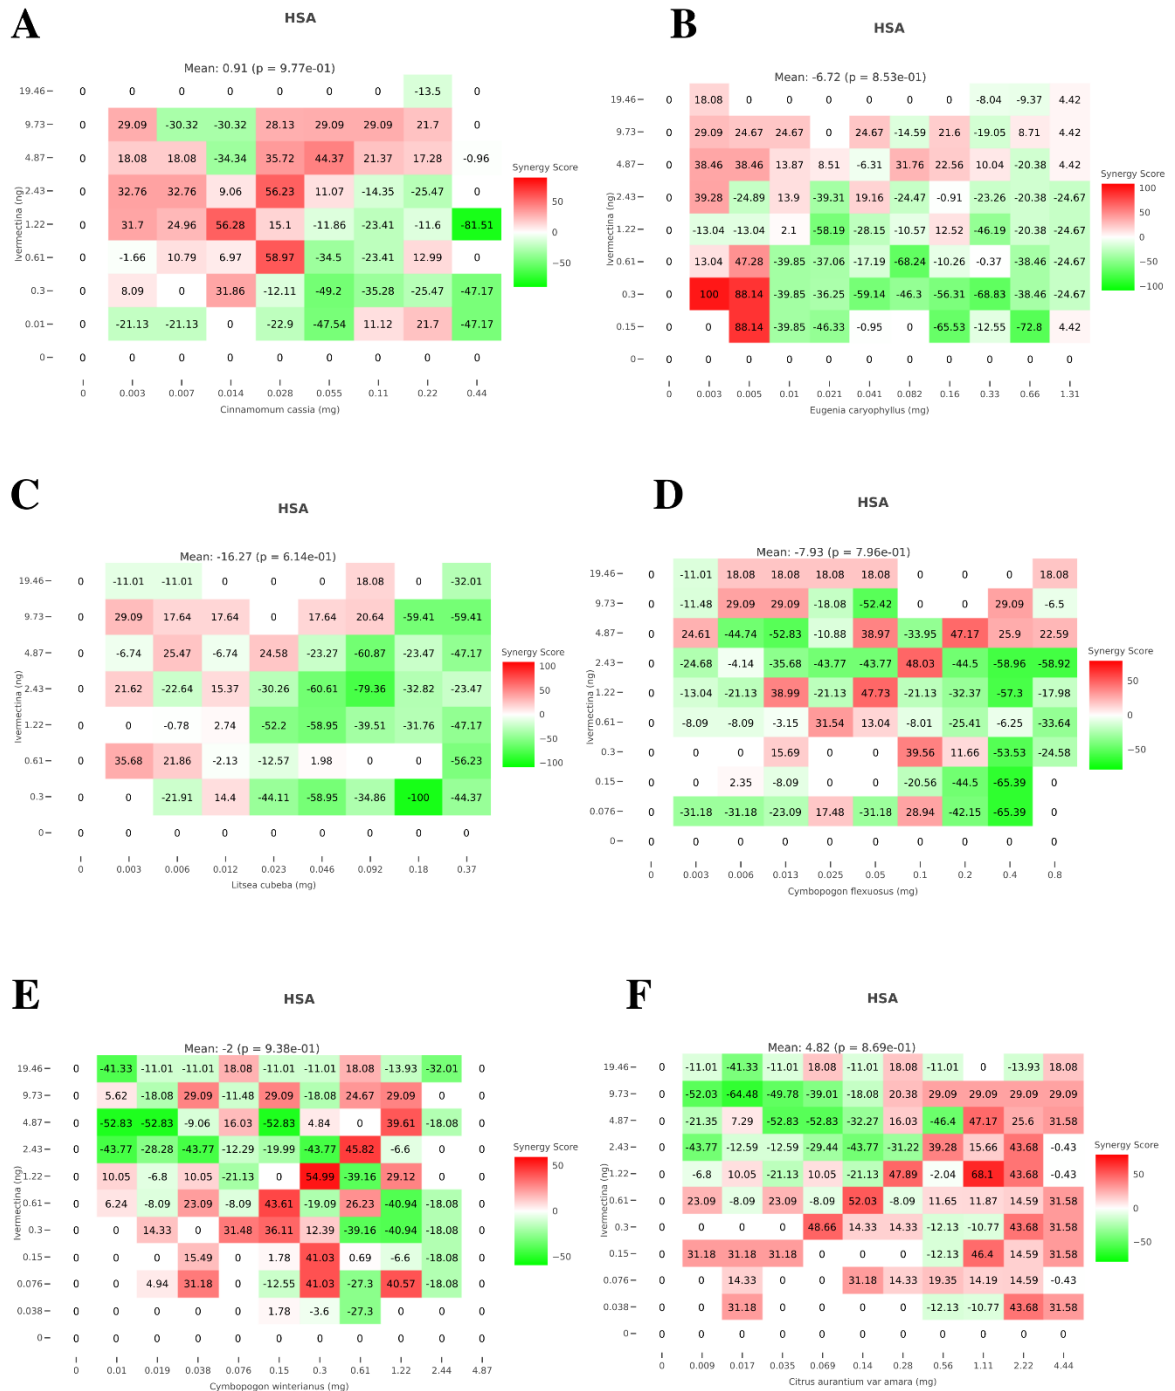 A
HSA
Mean: 0.91 (p = 9.77e-01)
19.46 0 0 0 0 0 0 0 -13.5 0
9.73 0 29.09 -30.32 -30.32 28.13 29.09 29.09 21.7 0
4.87 0 18.08 18.08 -34.34 35.72 44.37 21.37 17.28 -0.96
2.43 0 32.76 32.76 9.06 56.23 11.07 -14.35 -25.47 0
1.22 0 31.7 24.96 56.28 15.1 -11.86 -23.41 -11.6 -81.51
0.61 0 -1.66 10.79 6.97 58.97 -34.5 -23.41 12.99 0
0.3 0 8.09 0 31.86 -12.11 -49.2 -35.28 -25.47 -47.17
0.01 0 -21.13 -21.13 0 -22.9 -47.54 11.12 21.7 -47.17
0 0 0 0 0 0 0 0 0 0
0 0.003 0.007 0.014 0.028 0.055 0.11 0.22 0.44
Cinnamomum cassia (mg)
Ivermectina (ng)
Synergy Score
50
0
−50
B
HSA
Mean: -6.72 (p = 8.53e-01)
19.46 0 18.08 0 0 0 0 0 0 -8.04 -9.37 4.42
9.73 0 29.09 24.67 24.67 0 24.67 -14.59 21.6 -19.05 8.71 4.42
4.87 0 38.46 38.46 13.87 8.51 -6.31 31.76 22.56 10.04 -20.38 4.42
2.43 0 39.28 -24.89 13.9 -39.31 19.16 -24.47 -0.91 -23.26 -20.38 -24.67
1.22 0 -13.04 -13.04 2.1 -58.19 -28.15 -10.57 12.52 -46.19 -20.38 -24.67
0.61 0 13.04 47.28 -39.85 -37.06 -17.19 -68.24 -10.26 -0.37 -38.46 -24.67
0.3 0 100 88.14 -39.85 -36.25 -59.14 -46.3 -56.31 -68.83 -38.46 -24.67
0.15 0 0 88.14 -39.85 -46.33 -0.95 0 -65.53 -12.55 -72.8 4.42
0 0 0 0 0 0 0 0 0 0 0 0
0 0.003 0.005 0.01 0.021 0.041 0.082 0.16 0.33 0.66 1.31
Eugenia caryophyllus (mg)
Ivermectina (ng)
Synergy Score
100
50
0
−50
−100
C
HSA
Mean: -16.27 (p = 6.14e-01)
19.46 0 -11.01 -11.01 0 0 0 18.08 0 -32.01
9.73 0 29.09 17.64 17.64 0 17.64 20.64 -59.41 -59.41
4.87 0 -6.74 25.47 -6.74 24.58 -23.27 -60.87 -23.47 -47.17
2.43 0 21.62 -22.64 15.37 -30.26 -60.61 -79.36 -32.82 -23.47
1.22 0 0 -0.78 2.74 -52.2 -58.95 -39.51 -31.76 -47.17
0.61 0 35.68 21.86 -2.13 -12.57 1.98 0 0 -56.23
0.3 0 0 -21.91 14.4 -44.11 -58.95 -34.86 -100 -44.37
0 0 0 0 0 0 0 0 0 0
0 0.003 0.006 0.012 0.023 0.046 0.092 0.18 0.37
Litsea cubeba (mg)
Ivermectina (ng)
Synergy Score
100
50
0
−50
−100
D
HSA
Mean: -7.93 (p = 7.96e-01)
19.46 0 -11.01 18.08 18.08 18.08 18.08 0 0 0 18.08
9.73 0 -11.48 29.09 29.09 -18.08 -52.42 0 0 29.09 -6.5
4.87 0 24.61 -44.74 -52.83 -10.88 38.97 -33.95 47.17 25.9 22.59
2.43 0 -24.68 -4.14 -35.68 -43.77 -43.77 48.03 -44.5 -58.96 -58.92
1.22 0 -13.04 -21.13 38.99 -21.13 47.73 -21.13 -32.37 -57.3 -17.98
0.61 0 -8.09 -8.09 -3.15 31.54 13.04 -8.01 -25.41 -6.25 -33.64
0.3 0 0 0 15.69 0 0 39.56 11.66 -53.53 -24.58
0.15 0 0 2.35 -8.09 0 0 -20.56 -44.5 -65.39 0
0.076 0 -31.18 -31.18 -23.09 17.48 -31.18 28.94 -42.15 -65.39 0
0 0 0 0 0 0 0 0 0 0 0
0 0.003 0.006 0.013 0.025 0.05 0.1 0.2 0.4 0.8
Cymbopogon flexuosus (mg)
Ivermectina (ng)
Synergy Score
50
0
−50
E
HSA
Mean: -2 (p = 9.38e-01)
19.46 0 -41.33 -11.01 -11.01 18.08 -11.01 -11.01 18.08 -13.93 -32.01 0
9.73 0 5.62 -18.08 29.09 -11.48 29.09 -18.08 24.67 29.09 0 0
4.87 0 -52.83 -52.83 -9.06 16.03 -52.83 4.84 0 39.61 -18.08 0
2.43 0 -43.77 -28.28 -43.77 -12.29 -19.99 -43.77 45.82 -6.6 0 0
1.22 0 10.05 -8.09 10.05 -21.13 0 54.99 -39.16 29.12 0 0
0.61 0 6.24 -8.09 23.09 -8.09 43.61 -19.09 26.23 -40.94 -18.08 0
0.3 0 0 14.33 0 31.48 36.11 12.39 -39.16 -40.94 -18.08 0
0.15 0 0 0 15.49 0 1.78 41.03 0.69 -6.6 -18.08 0
0.076 0 0 4.94 31.18 0 -12.55 41.03 -27.3 40.57 -18.08 0
0.038 0 0 0 0 0 1.78 -3.6 -27.3 0 0 0
0 0 0 0 0 0 0 0 0 0 0 0
0 0.01 0.019 0.038 0.076 0.15 0.3 0.61 1.22 2.44 4.87
Cymbopogon winterianus (mg)
Ivermectina (ng)
Synergy Score
50
0
−50
F
HSA
Mean: 4.82 (p = 8.69e-01)
19.46 0 -11.01 -41.33 -11.01 18.08 -11.01 18.08 -11.01 0 -13.93 18.08
9.73 0 -52.03 -64.48 -49.78 -39.01 -18.08 20.38 29.09 29.09 29.09 29.09
4.87 0 -21.35 7.29 -52.83 -52.83 -32.27 16.03 -46.4 47.17 25.6 31.58
2.43 0 -43.77 -12.59 -12.59 -29.44 -43.77 -31.22 39.28 15.66 43.68 -0.43
1.22 0 -6.8 10.05 -21.13 10.05 -21.13 47.89 -2.04 68.1 43.68 -0.43
0.61 0 23.09 -8.09 23.09 -8.09 52.03 -8.09 11.65 11.87 14.59 31.58
0.3 0 0 0 0 48.66 14.33 14.33 -12.13 -10.77 43.68 31.58
0.15 0 31.18 31.18 31.18 0 0 0 -12.13 46.4 14.59 31.58
0.076 0 0 14.33 0 0 31.18 14.33 19.35 14.19 14.59 -0.43
0.038 0 0 31.18 0 0 0 0 -12.13 -10.77 43.68 31.58
0 0 0 0 0 0 0 0 0 0 0 0
0 0.009 0.017 0.035 0.069 0.14 0.28 0.56 1.11 2.22 4.44
Citrus aurantium var amara (mg)
Ivermectina (ng)
Synergy Score
50
0
−50